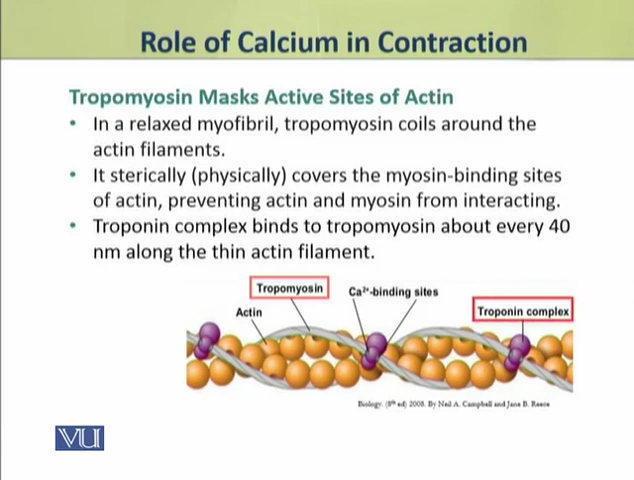 Role of Calcium in Contraction
Tropomyosin Masks Active Sites of Actin
• In a relaxed myofibril, tropomyosin coils around the
actin filaments.
• It sterically (physically) covers the myosin-binding sites
of actin, preventing actin and myosin from interacting.
• Troponin complex binds to tropomyosin about every 40
nm along the thin actin filament.
Tropomyosin
Ca²⁺-binding sites
Actin
Troponin complex
Biology. (8th ed) 2008. By Neil A. Campbell and Jane B. Reece
VU